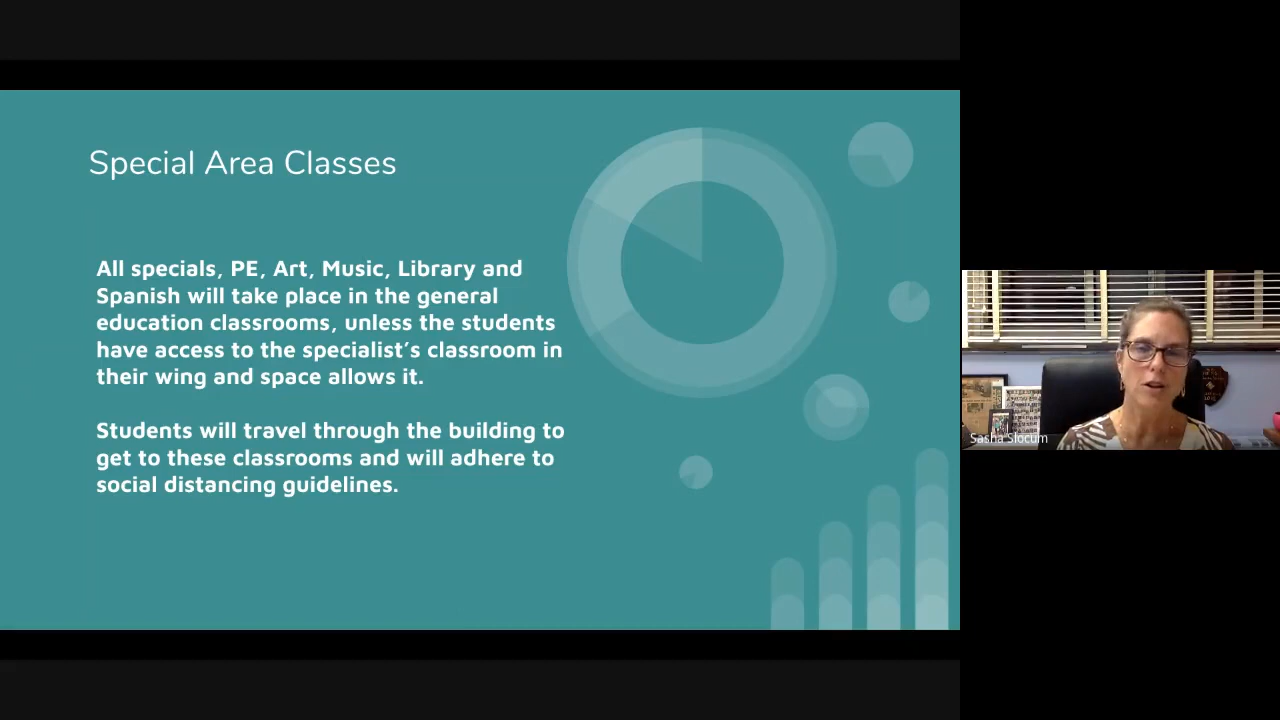 Special Area Classes
All specials, PE, Art, Music, Library and
Spanish will take place in the general
education classrooms, unless the students
have access to the specialist’s classroom in
their wing and space allows it.
Students will travel through the building to
get to these classrooms and will adhere to
social distancing guidelines.
Sasha Slocum